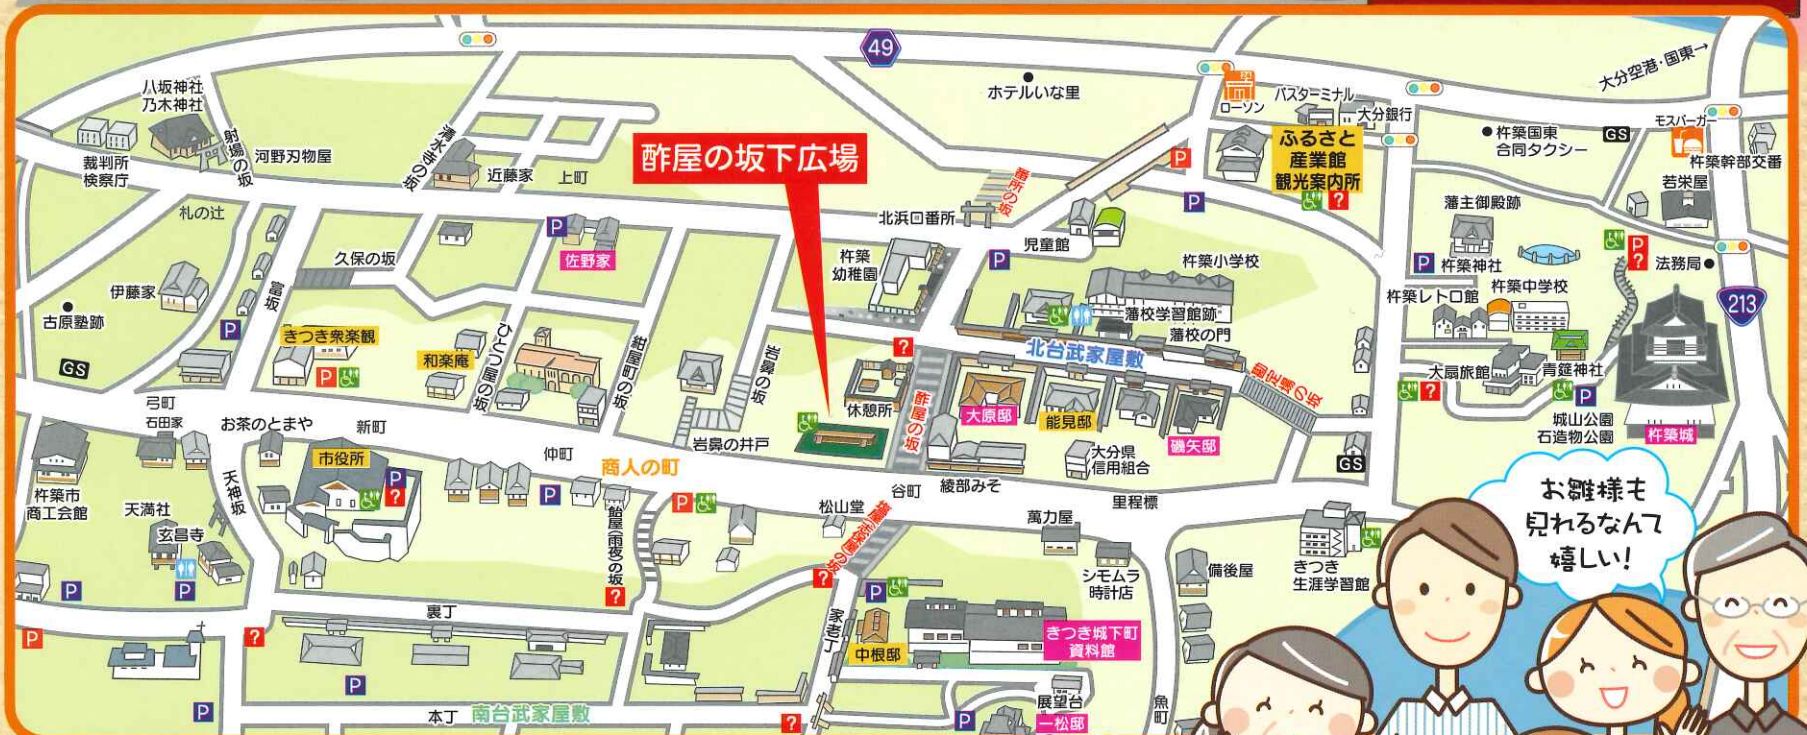 49
大分空港・国東→
八坂神社
乃木神社
ホテルいな里
ローソン
バスターミナル
大分銀行
杵築国東
合同タクシー
GS
モスバーガー
杵築幹部交番
裁判所
検察庁
射場の坂
河野刃物屋
清水寺の坂
近藤家
上町
酢屋の坂下広場
番所の坂
P
ふるさと
産業館
観光案内所
?
若栄屋
札の辻
P
佐野家
北浜口番所
児童館
P
P
藩主御殿跡
久保の坂
杵築
幼稚園
杵築小学校
P
杵築神社
P
?
法務局
伊藤家
富坂
古原塾跡
P
藩校学習館跡
藩校の門
杵築レトロ館
杵築中学校
213
きつき衆楽観
P
和楽庵
ひとつ屋の坂
紺屋町の坂
岩鼻の坂
?
北台武家屋敷
勘定場の坂
大扇旅館
青筵神社
?
P
GS
休憩所
酢屋の坂
大原邸
能見邸
磯矢邸
城山公園
石造物公園
杵築城
弓町
石田家
お茶のとまや
新町
仲町
商人の町
岩鼻の井戸
大分県
信用組合
GS
市役所
P
?
杵築市
商工会館
天満社
天神坂
玄昌寺
P
飴屋(雨夜の坂)
P
松山堂
谷町
綾部みそ
里程標
萬力屋
シモムラ
時計店
備後屋
きつき
生涯学習館
お雛様も
見れるなんて
嬉しい!
P
P
?
?
P
裏丁
家老丁
中根邸
きつき城下町
資料館
P
?
P
P
本丁
南台武家屋敷
?
P
展望台
一松邸
魚町